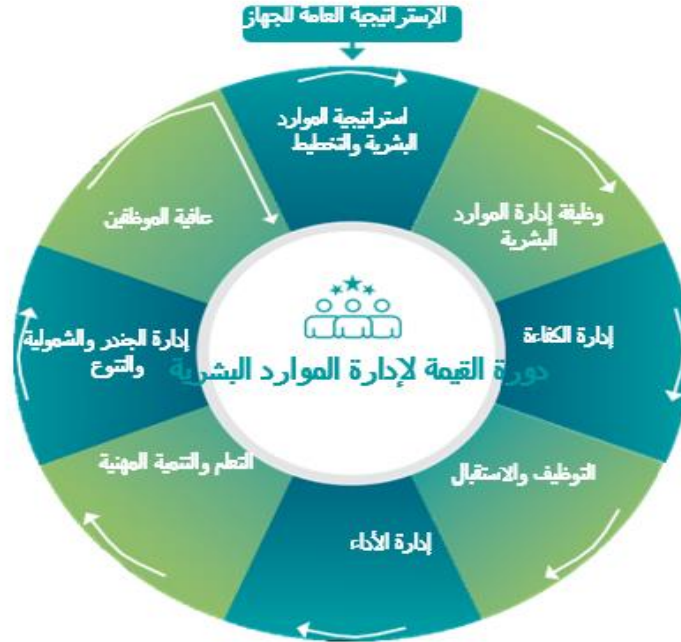 الإستراتيجية العامة للجهاز
استراتيجية الموارد
البشرية والتخطيط
وظيفة إدارة الموارد
البشرية
إدارة الكفاءة
التوظيف والاستقبال
إدارة الأداء
التعلم والتنمية المهنية
إدارة الجندر والشمولية
والتنوع
عافية الموظفين
دورة القيمة لإدارة الموارد البشرية